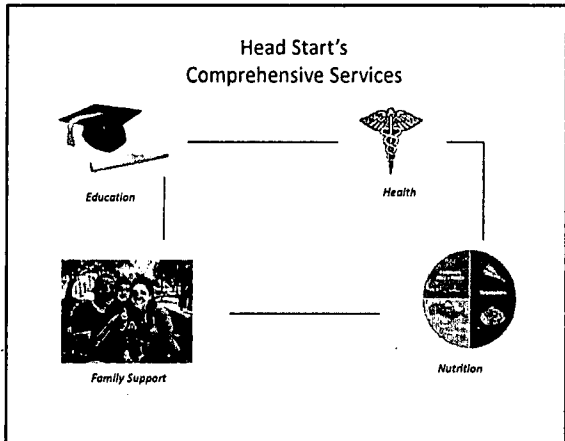 Head Start's
Comprehensive Services
Education
Health
Family Support
Nutrition